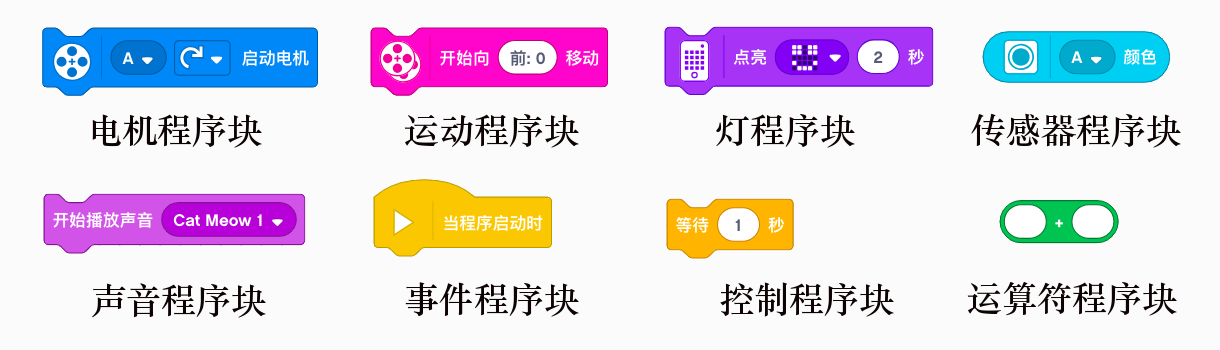 A 启动电机
开始向 前: 0 移动
点亮 2 秒
A 颜色
电机程序块
运动程序块
灯程序块
传感器程序块
开始播放声音 Cat Meow 1
当程序启动时
等待 1 秒
+
声音程序块
事件程序块
控制程序块
运算符程序块